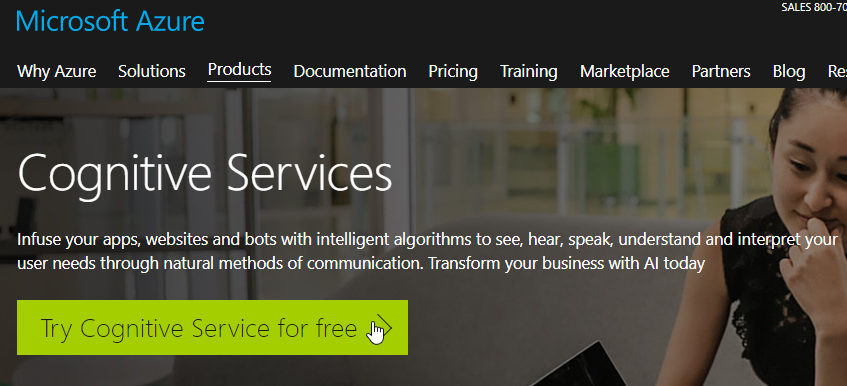 Microsoft Azure
SALES 800-70
Why Azure Solutions Products Documentation Pricing Training Marketplace Partners Blog Res
Cognitive Services
Infuse your apps, websites and bots with intelligent algorithms to see, hear, speak, understand and interpret your
user needs through natural methods of communication. Transform your business with AI today
Try Cognitive Service for free